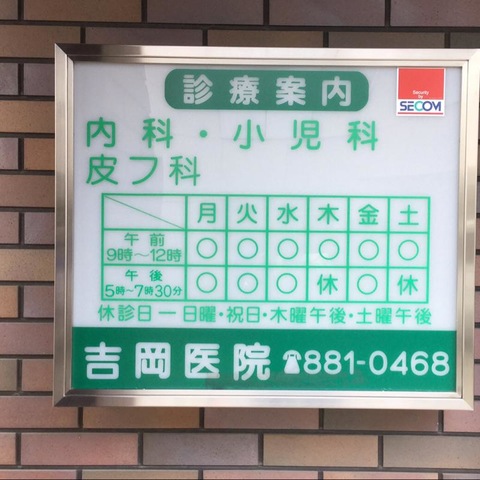 診療案内
Security by
SECOM
内科・小児科
皮フ科
月 火 水 木 金 土
午前
9時～12時 ○ ○ ○ ○ ○ ○
午後
5時～7時30分 ○ ○ ○ 休 ○ 休
休診日ー日曜・祝日・木曜午後・土曜午後
吉岡医院 ☎881-0468